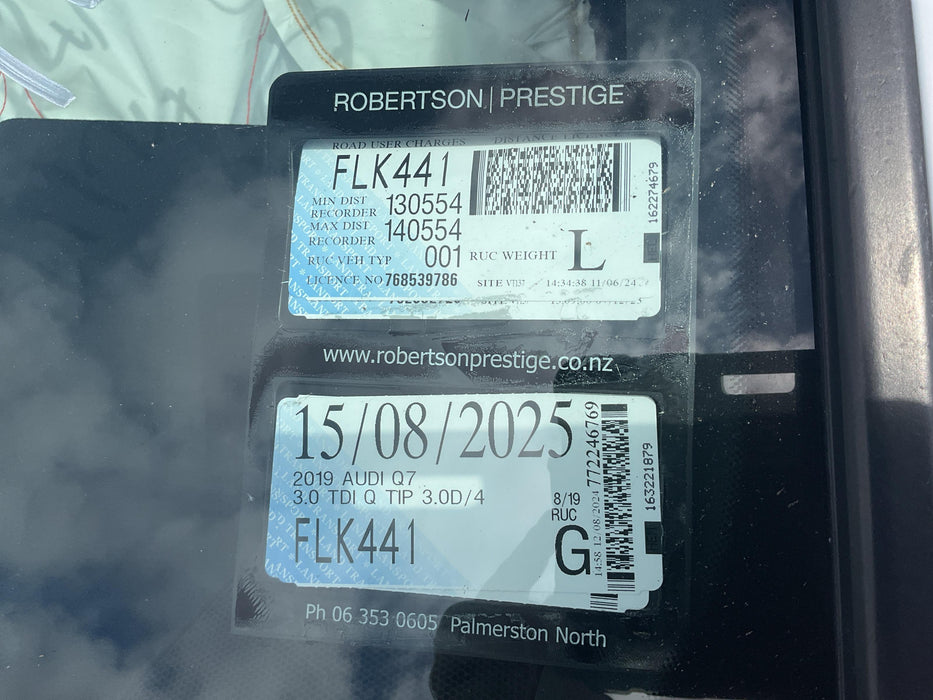 ROBERTSON | PRESTIGE
ROAD USER CHARGES DISTANCE
FLK441
MIN DIST
RECORDER 130554
MAX DIST
RECORDER 140554
RUC VEH TYP 001 RUC WEIGHT L
LICENCE NO 768539786 SITE 14:34:38 11/06/24
162274679
www.robertsonprestige.co.nz
15/08/2025
2019 AUDI Q7
3.0 TDI Q TIP 3.0D/4
FLK441
8/19
RUC
G
14:58 12/08/2024 772246769
163221879
Ph 06 353 0605 Palmerston North